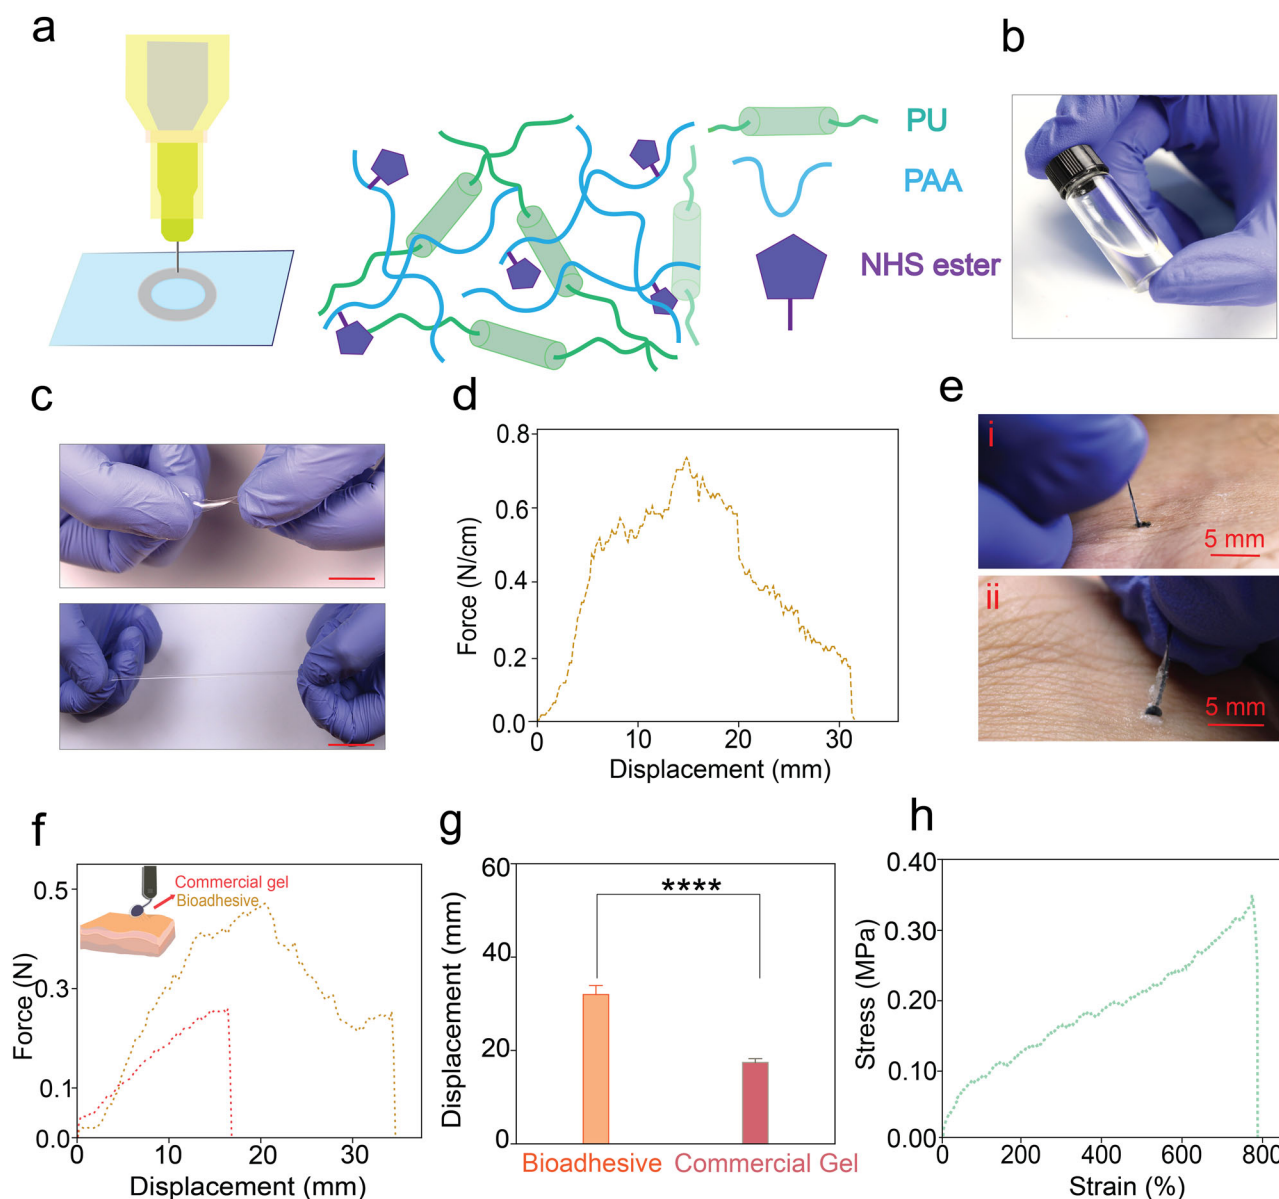 a
PU
PAA
NHS ester
b
c
d
0.8
0.6
0.4
0.2
0.0
0
10
20
30
Force (N/cm)
Displacement (mm)
e
i
5 mm
ii
5 mm
f
0.5
0.3
0.1
0.0
0
10
20
30
Force (N)
Displacement (mm)
Commercial gel
Bioadhesive
g
60
40
20
0
Displacement (mm)
****
Bioadhesive
Commercial Gel
h
0.40
0.30
0.20
0.10
0.00
0
200
400
600
800
Stress (MPa)
Strain (%)